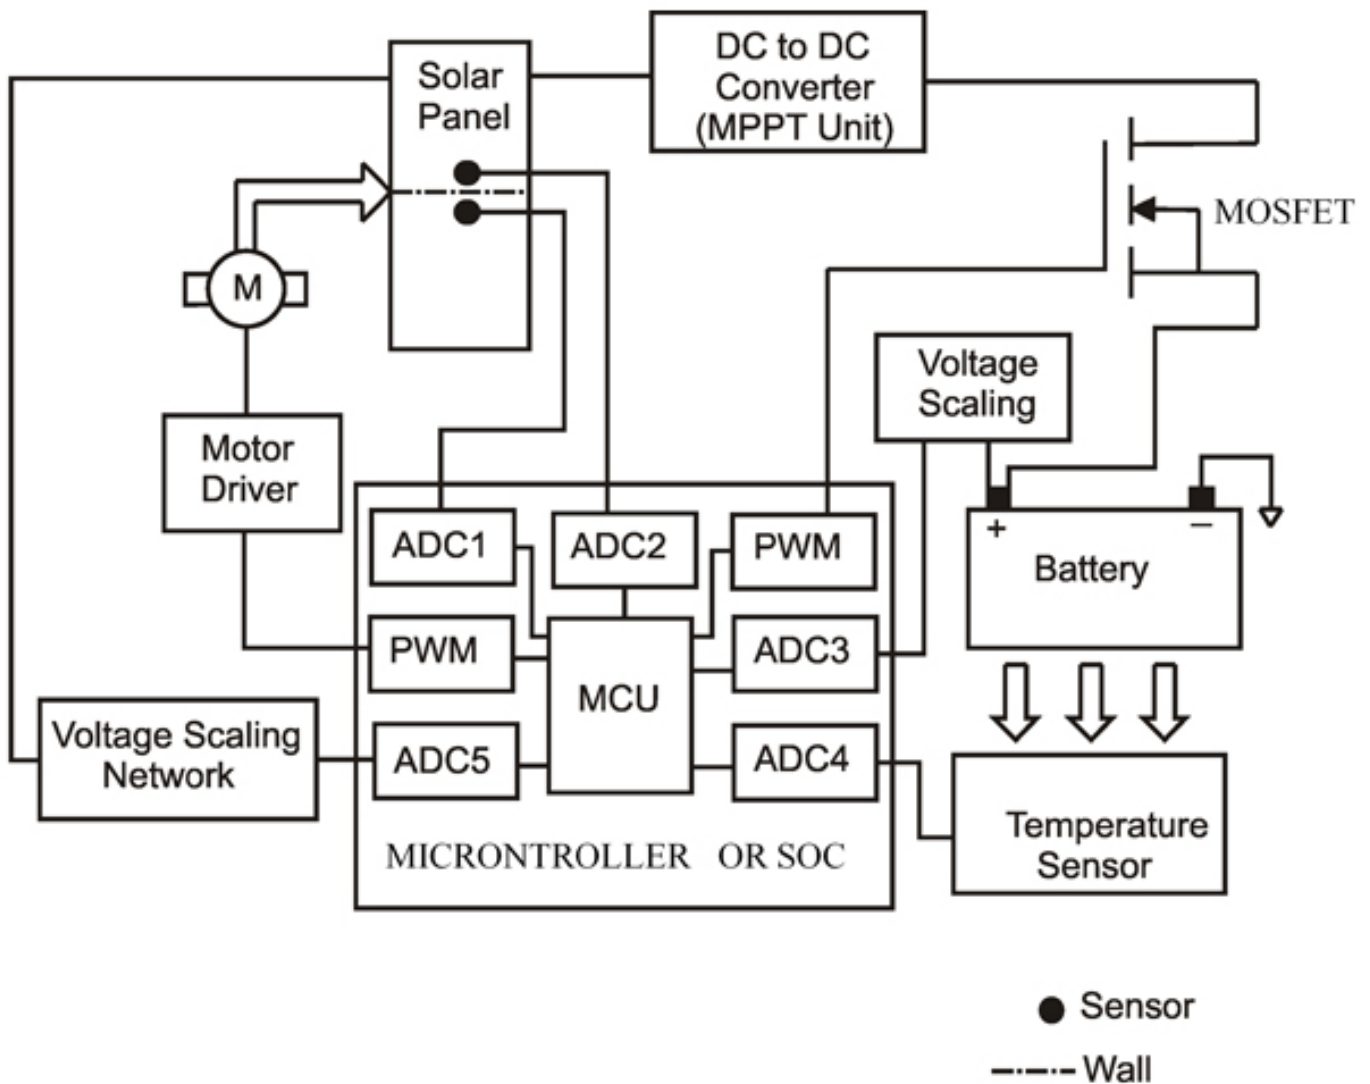 Solar
Panel
DC to DC
Converter
(MPPT Unit)
MOSFET
M
Voltage
Scaling
Motor
Driver
+
–
Battery
ADC1
ADC2
PWM
PWM
MCU
ADC3
Voltage Scaling
Network
ADC5
ADC4
MICRONTROLLER OR SOC
Temperature
Sensor
Sensor
Wall